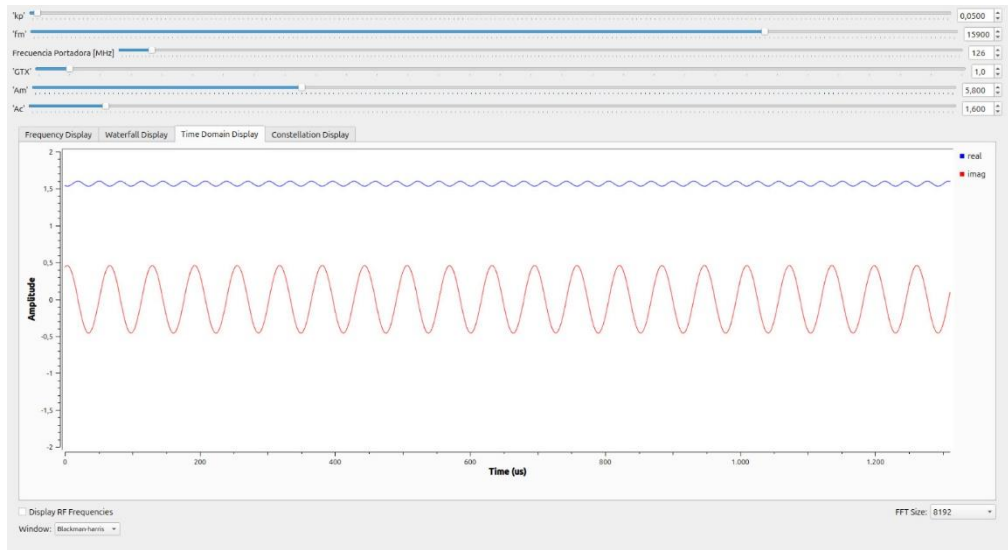 'kp' 0,0500
'fm' 15900
Frecuencia Portadora [MHz] 126
'GTX' 1,0
'Am' 5,800
'Ac' 1,600
Frequency Display Waterfall Display Time Domain Display Constellation Display
2
1,5
1
0,5
0
-0,5
-1
-1,5
-2
Amplitude
real
imag
0 200 400 600 800 1.000 1.200
Time (us)
Display RF Frequencies FFT Size: 8192
Window: Blackman-harris